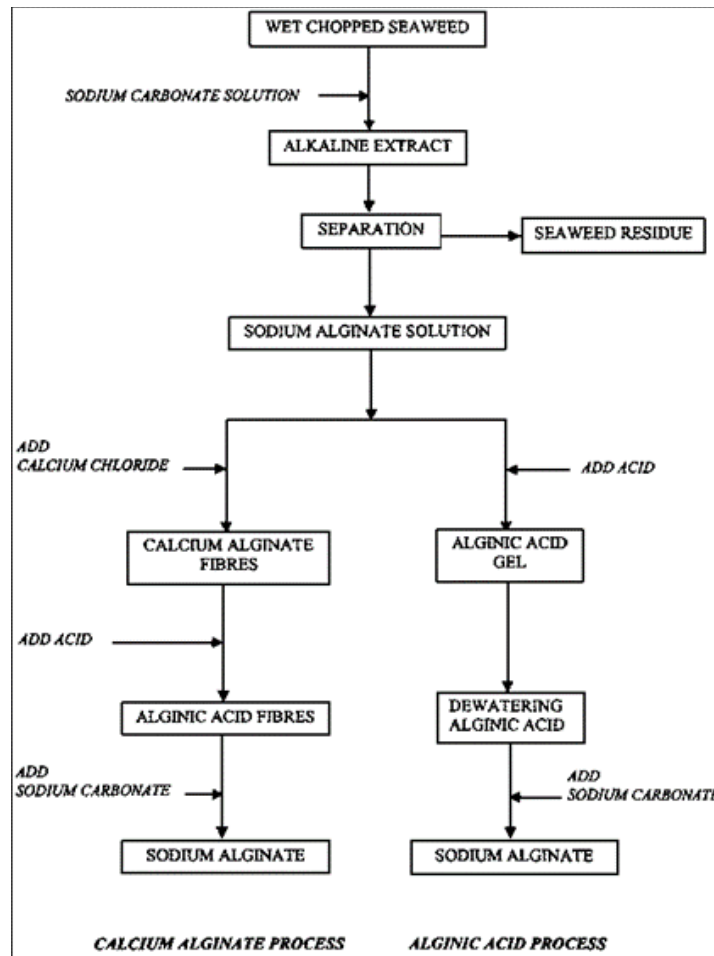 WET CHOPPED SEAWEED
SODIUM CARBONATE SOLUTION
ALKALINE EXTRACT
SEPARATION
SEAWEED RESIDUE
SODIUM ALGINATE SOLUTION
ADD
CALCIUM CHLORIDE
ADD ACID
CALCIUM ALGINATE
FIBRES
ALGINIC ACID
GEL
ADD ACID
ALGINIC ACID FIBRES
DEWATERING
ALGINIC ACID
ADD
SODIUM CARBONATE
ADD
SODIUM CARBONATE
SODIUM ALGINATE
SODIUM ALGINATE
CALCIUM ALGINATE PROCESS
ALGINIC ACID PROCESS